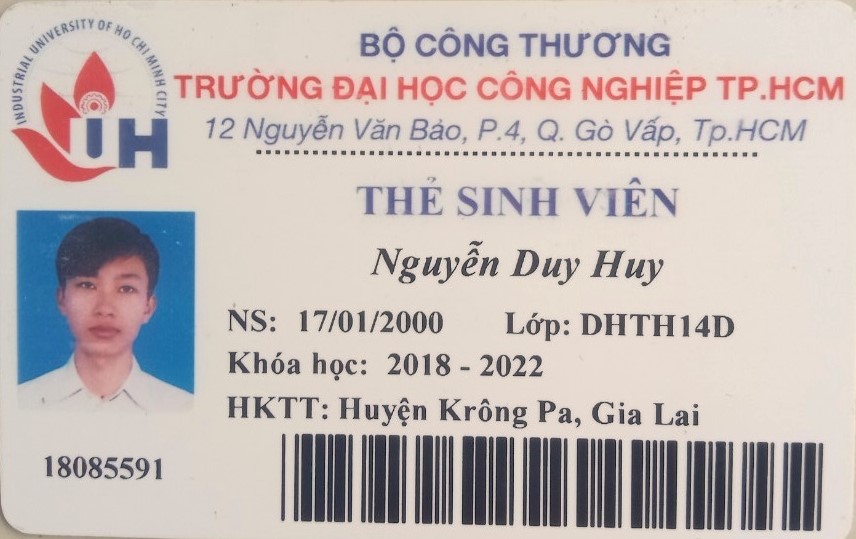 INDUSTRIAL UNIVERSITY OF HO CHI MINH CITY
IUH
BỘ CÔNG THƯƠNG
TRƯỜNG ĐẠI HỌC CÔNG NGHIỆP TP.HCM
12 Nguyễn Văn Bảo, P.4, Q. Gò Vấp, Tp.HCM
THẺ SINH VIÊN
Nguyễn Duy Huy
NS: 17/01/2000 Lớp: DHTH14D
Khóa học: 2018 - 2022
HKTT: Huyện Krông Pa, Gia Lai
18085591